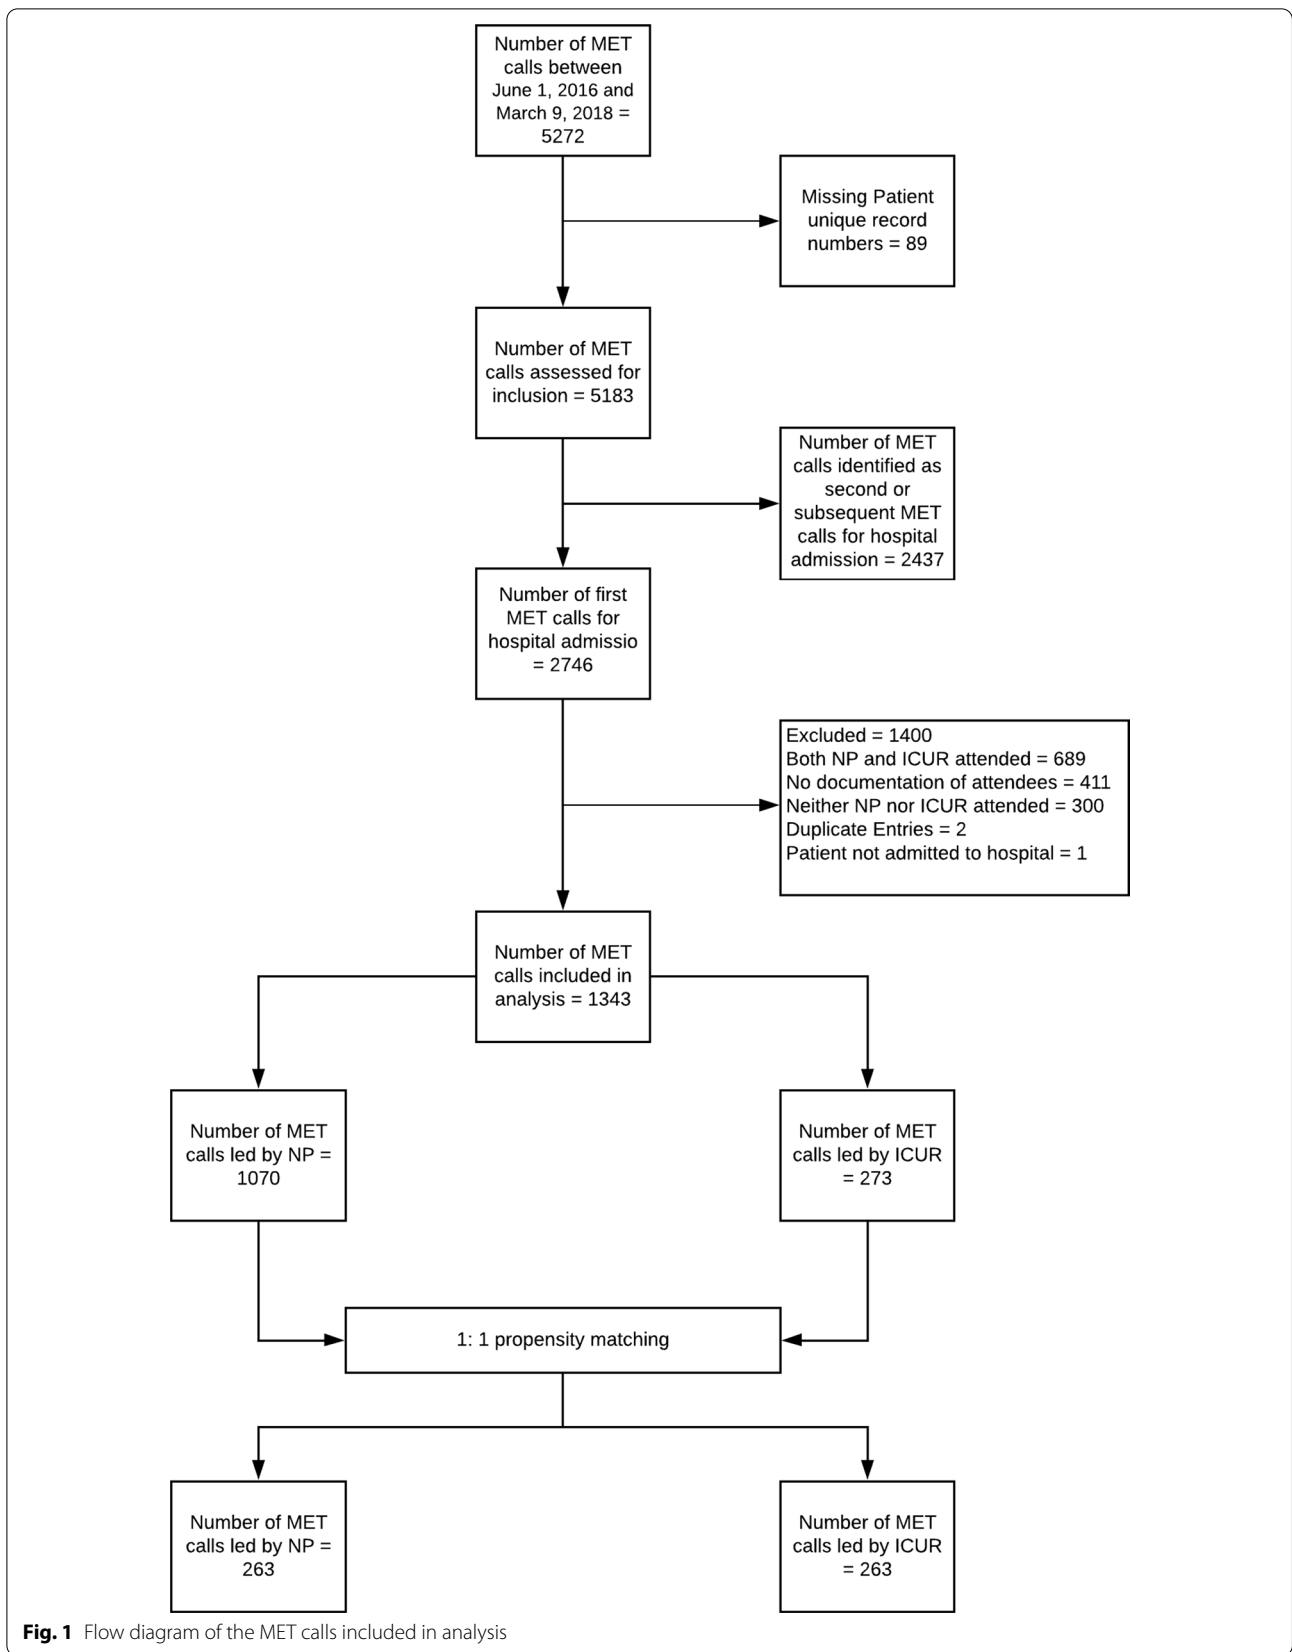 Number of MET
calls between
June 1, 2016 and
March 9, 2018 =
5272
Missing Patient
unique record
numbers = 89
Number of MET
calls assessed for
inclusion = 5183
Number of MET
calls identified as
second or
subsequent MET
calls for hospital
admission = 2437
Number of first
MET calls for
hospital admissio
= 2746
Excluded = 1400
Both NP and ICUR attended = 689
No documentation of attendees = 411
Neither NP nor ICUR attended = 300
Duplicate Entries = 2
Patient not admitted to hospital = 1
Number of MET
calls included in
analysis = 1343
Number of MET
calls led by NP =
1070
Number of MET
calls led by ICUR
= 273
1: 1 propensity matching
Number of MET
calls led by NP =
263
Number of MET
calls led by ICUR
= 263
Fig. 1 Flow diagram of the MET calls included in analysis